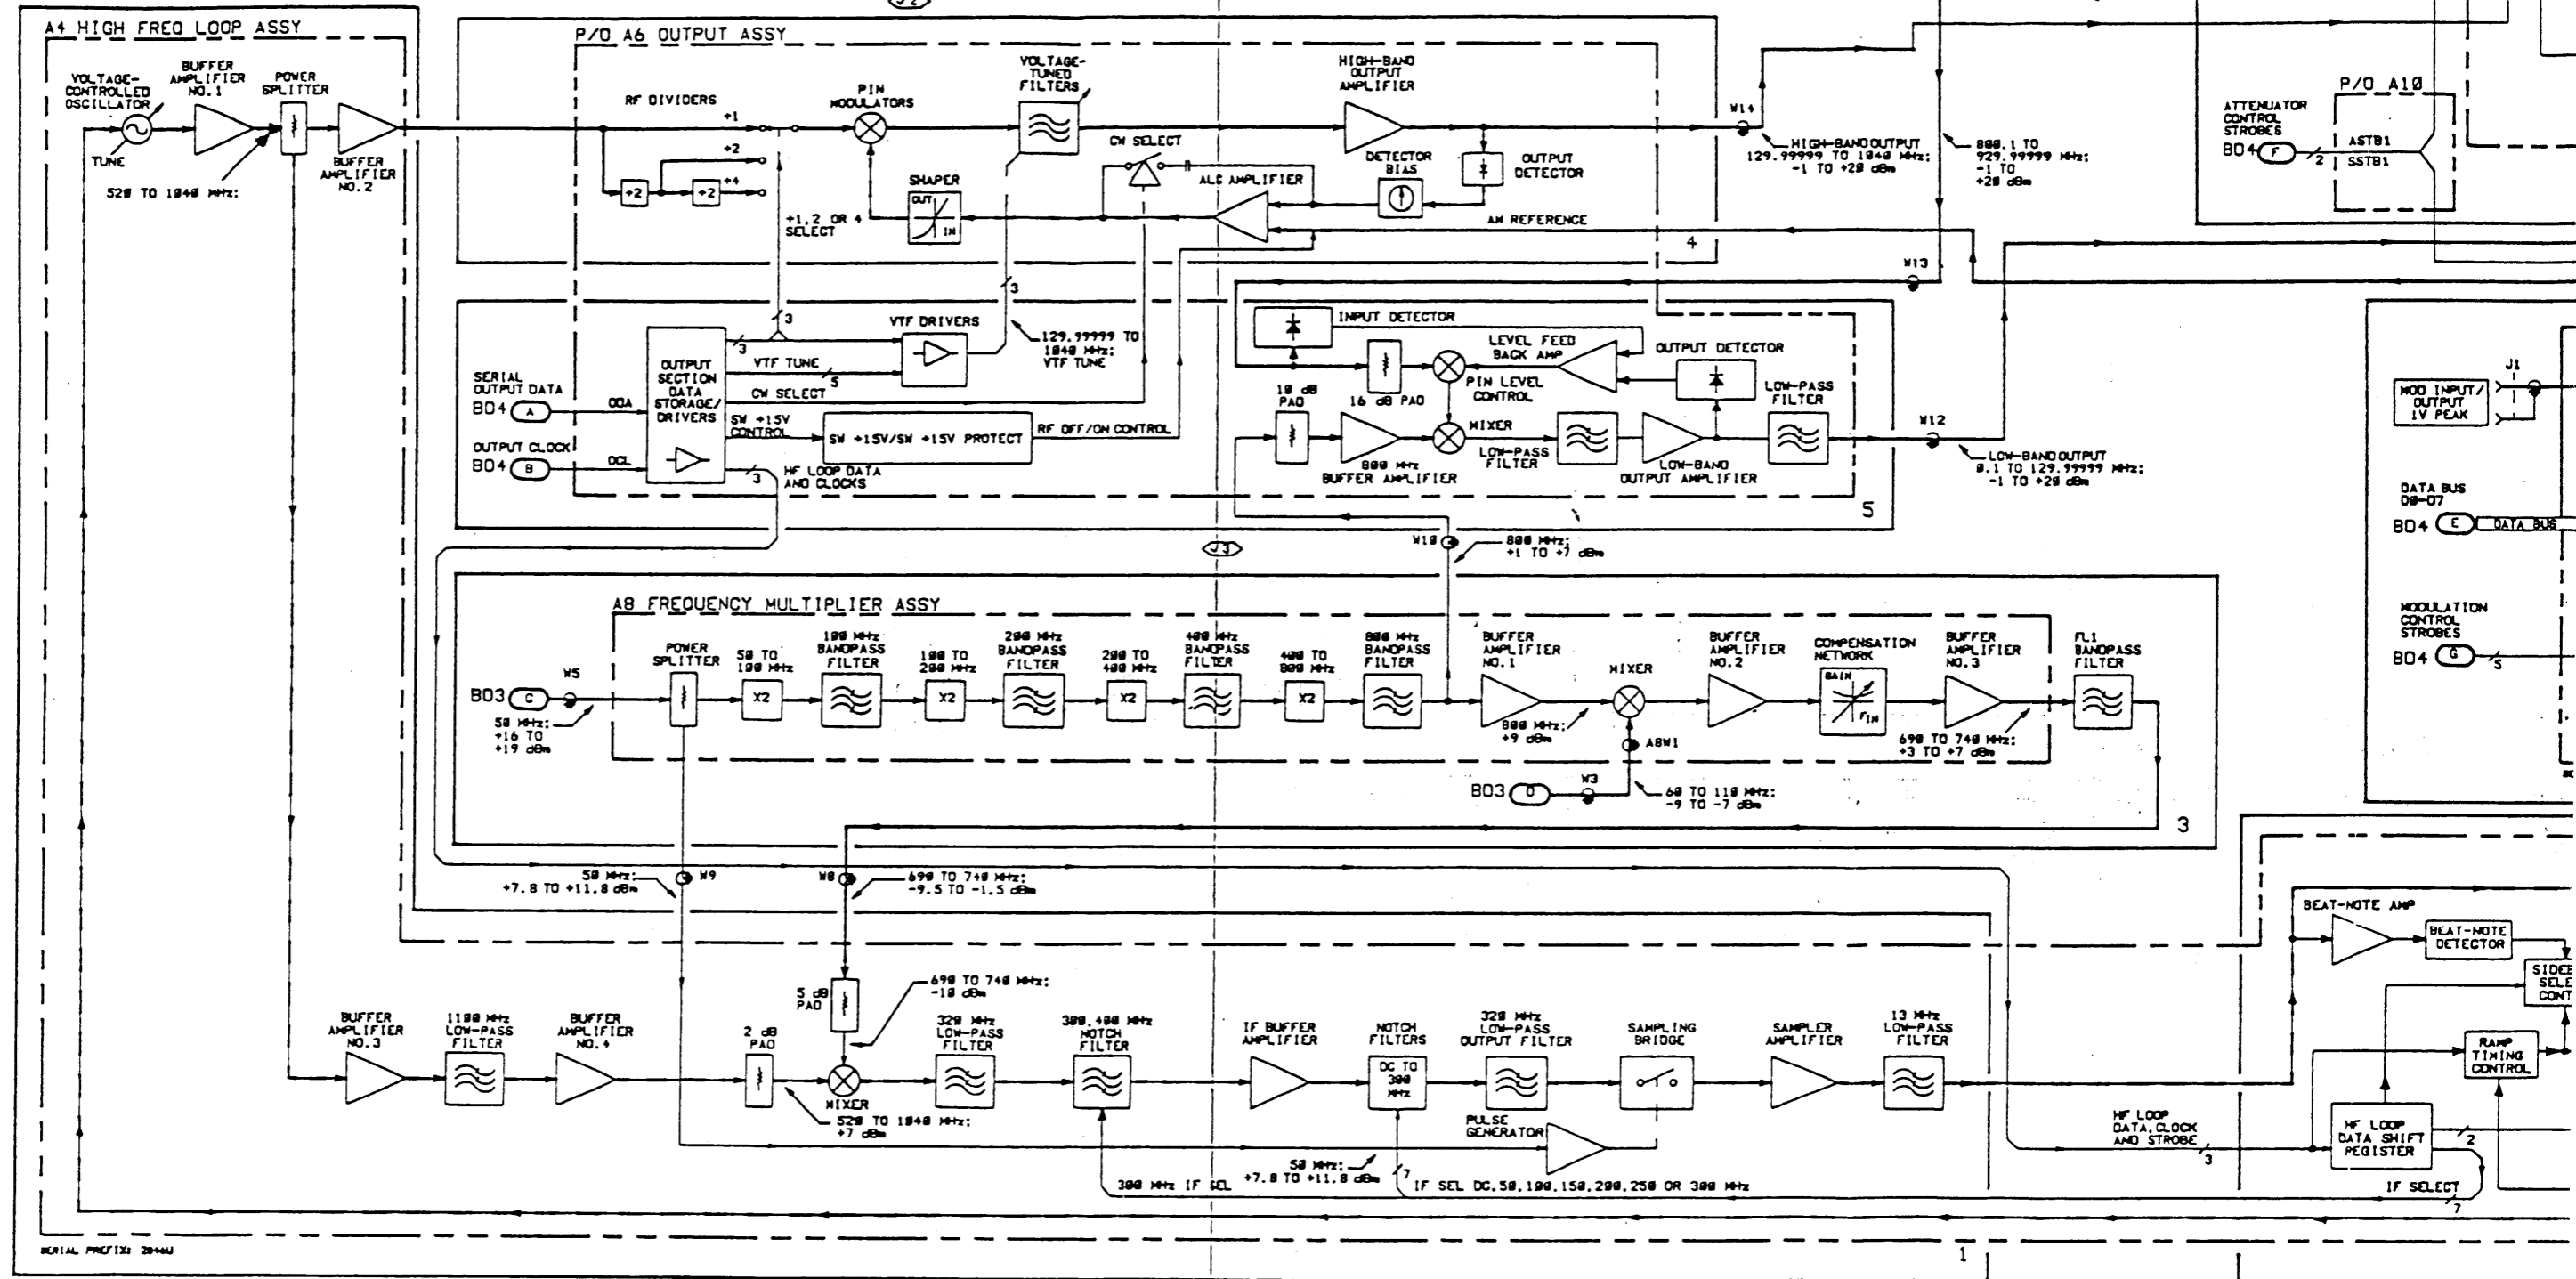 J2
A4 HIGH FREQ LOOP ASSY
VOLTAGE-
CONTROLLED
OSCILLATOR
TUNE
BUFFER
AMPLIFIER
NO.1
POWER
SPLITTER
BUFFER
AMPLIFIER
NO.2
520 TO 1040 MHz;
P/O A6 OUTPUT ASSY
RF DIVIDERS
÷1
÷2
÷4
÷2
÷2
÷1,2 OR 4
SELECT
PIN
MODULATORS
SHAPER
OUT
IN
VOLTAGE-
TUNED
FILTERS
CW SELECT
ALC AMPLIFIER
HIGH-BAND
OUTPUT
AMPLIFIER
DETECTOR
BIAS
OUTPUT
DETECTOR
AM REFERENCE
4
W14
HIGH-BAND OUTPUT
129.99999 TO 1040 MHz;
-1 TO +20 dBm
800.1 TO
929.99999 MHz;
-1 TO
+20 dBm
W13
P/O A10
ATTENUATOR
CONTROL
STROBES
BD4 F
2
ASTB1
SSTB1
3
3
3
SERIAL
OUTPUT DATA
BD4 A
ODA
OUTPUT CLOCK
BD4 B
OCL
OUTPUT
SECTION
DATA
STORAGE/
DRIVERS
VTF DRIVERS
VTF TUNE
5
CW SELECT
SW +15V
CONTROL
SW +15V/SW +15V PROTECT
RF OFF/ON CONTROL
3
HF LOOP DATA
AND CLOCKS
129.99999 TO
1040 MHz;
VTF TUNE
INPUT DETECTOR
LEVEL FEED
BACK AMP
OUTPUT DETECTOR
16 dB PAD
PIN LEVEL
CONTROL
LOW-PASS
FILTER
10 dB
PAD
800 MHz
BUFFER AMPLIFIER
MIXER
LOW-PASS
FILTER
LOW-BAND
OUTPUT AMPLIFIER
W12
LOW-BAND OUTPUT
0.1 TO 129.99999 MHz;
-1 TO +20 dBm
5
J1
MOD INPUT/
OUTPUT
1V PEAK
DATA BUS
D0-D7
BD4 E
DATA BUS
MODULATION
CONTROL
STROBES
BD4 G
5
J3
W10
800 MHz;
+1 TO +7 dBm
A8 FREQUENCY MULTIPLIER ASSY
BD3 C
W5
50 MHz;
+16 TO
+19 dBm
POWER
SPLITTER
50 TO
100 MHz
X2
100 MHz
BANDPASS
FILTER
100 TO
200 MHz
X2
200 MHz
BANDPASS
FILTER
200 TO
400 MHz
X2
400 MHz
BANDPASS
FILTER
400 TO
800 MHz
X2
800 MHz
BANDPASS
FILTER
BUFFER
AMPLIFIER
NO.1
800 MHz;
+9 dBm
MIXER
A8W1
BUFFER
AMPLIFIER
NO.2
COMPENSATION
NETWORK
GAIN
FIN
BUFFER
AMPLIFIER
NO.3
690 TO 740 MHz;
+3 TO +7 dBm
FL1
BANDPASS
FILTER
BD3 D
W3
60 TO 110 MHz;
-9 TO -7 dBm
3
50 MHz;
+7.8 TO +11.8 dBm
W9
W8
690 TO 740 MHz;
-9.5 TO -1.5 dBm
5 dB
PAD
690 TO 740 MHz;
-10 dBm
BUFFER
AMPLIFIER
NO.3
1100 MHz
LOW-PASS
FILTER
BUFFER
AMPLIFIER
NO.4
2 dB
PAD
MIXER
520 TO 1040 MHz;
+7 dBm
320 MHz
LOW-PASS
FILTER
300,400 MHz
NOTCH
FILTER
IF BUFFER
AMPLIFIER
NOTCH
FILTERS
DC TO
300
MHz
320 MHz
LOW-PASS
OUTPUT FILTER
SAMPLING
BRIDGE
SAMPLER
AMPLIFIER
13 MHz
LOW-PASS
FILTER
PULSE
GENERATOR
50 MHz;
+7.8 TO +11.8 dBm
7
300 MHz IF SEL
IF SEL DC,50,100,150,200,250 OR 300 MHz
BEAT-NOTE AMP
BEAT-NOTE
DETECTOR
SIDEB
SELE
CONT
RAMP
TIMING
CONTROL
HF LOOP
DATA,CLOCK
AND STROBE
3
HF LOOP
DATA SHIFT
REGISTER
2
IF SELECT
7
1
SERIAL PREFIX: